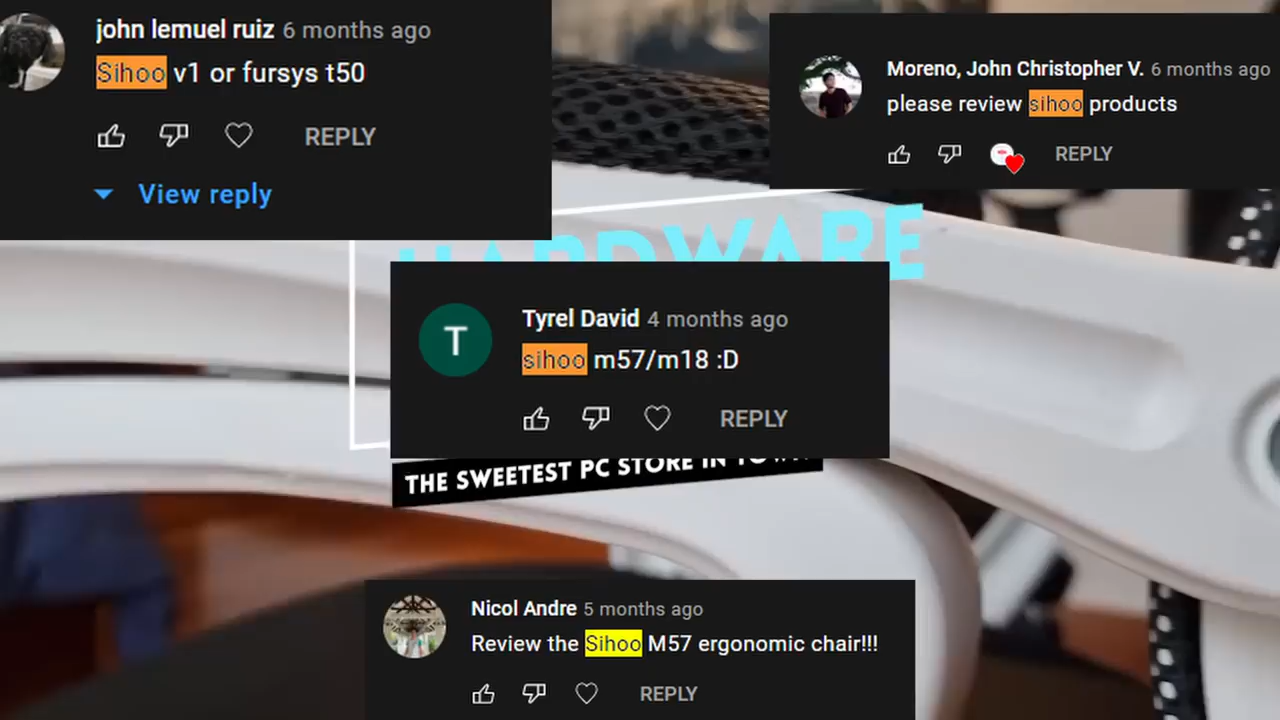 john lemuel ruiz 6 months ago
Sihoo v1 or fursys t50
REPLY
View reply
Moreno, John Christopher V. 6 months ago
please review sihoo products
REPLY
HARDWARE
Tyrel David 4 months ago
sihoo m57/m18 :D
REPLY
THE SWEETEST PC STORE IN TOWN
Nicol Andre 5 months ago
Review the Sihoo M57 ergonomic chair!!!
REPLY